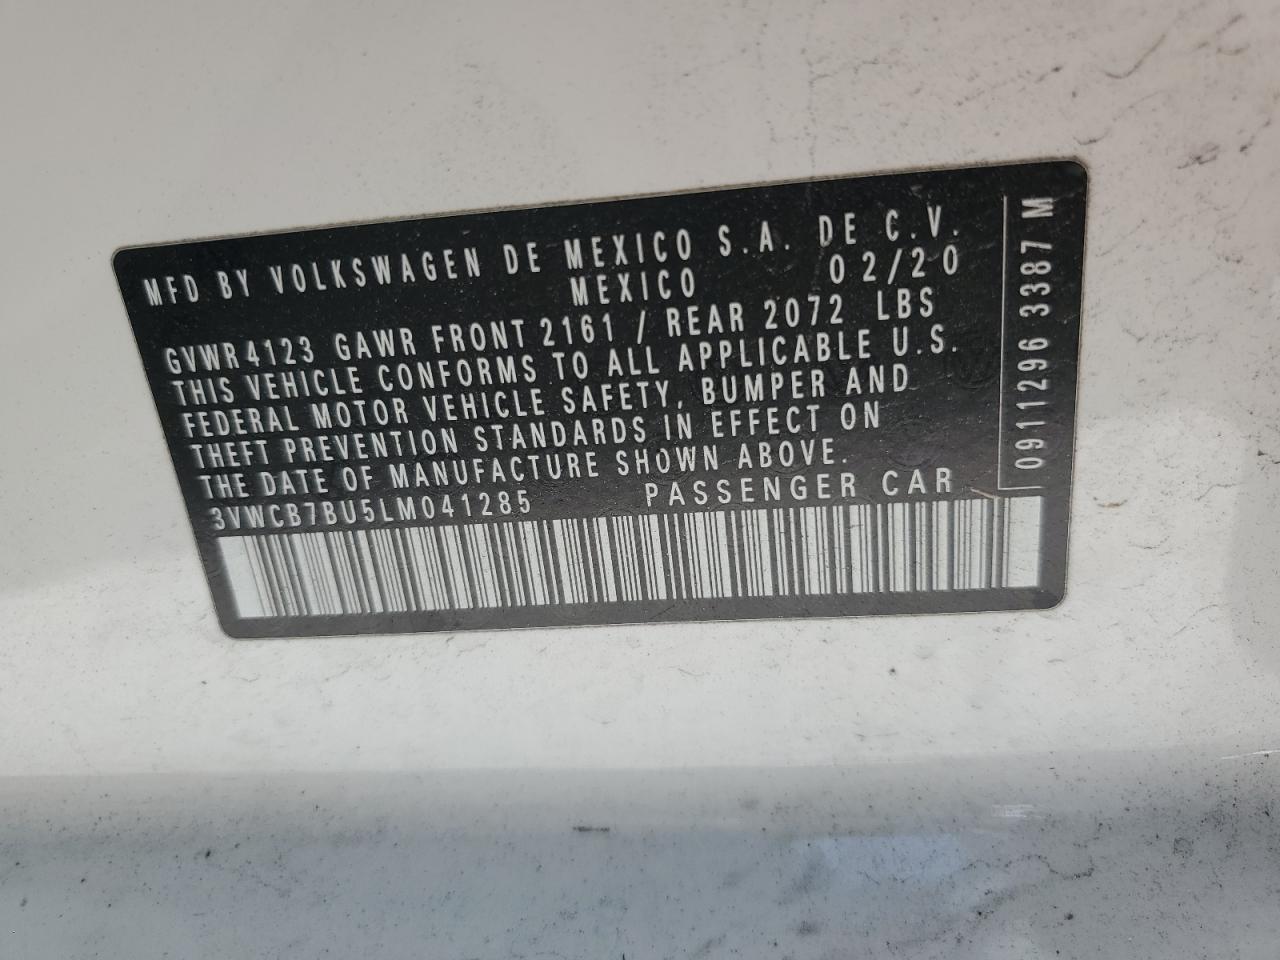 MFD BY VOLKSWAGEN DE MEXICO S.A. DE C.V.
MEXICO 02/20
GVWR 4123 GAWR FRONT 2161 / REAR 2072 LBS
THIS VEHICLE CONFORMS TO ALL APPLICABLE U.S.
FEDERAL MOTOR VEHICLE SAFETY, BUMPER AND
THEFT PREVENTION STANDARDS IN EFFECT ON
THE DATE OF MANUFACTURE SHOWN ABOVE.
3VWCB7BU5LM041285 PASSENGER CAR
0911296 3387 M